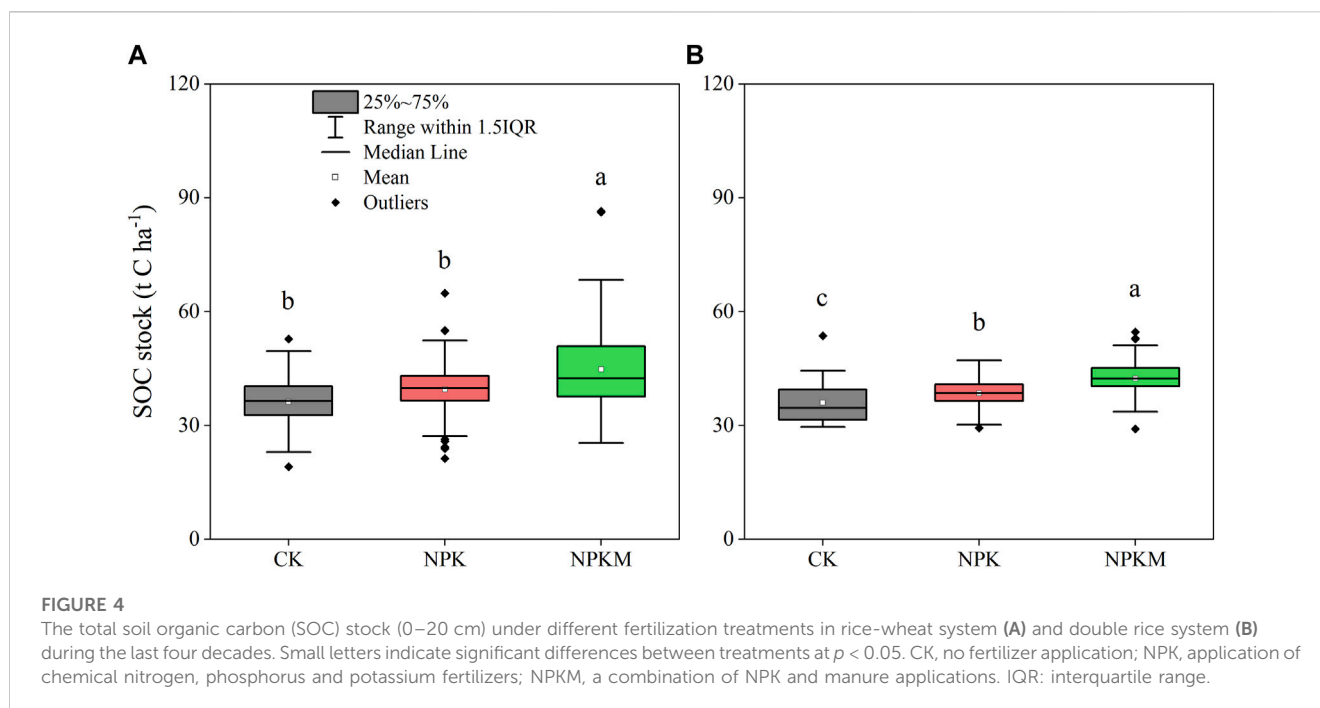 A
B
120
90
60
30
0
SOC stock (t C ha⁻¹)
25%~75%
Range within 1.5IQR
Median Line
Mean
Outliers
b
b
a
CK
NPK
NPKM
120
90
60
30
0
c
b
a
CK
NPK
NPKM
FIGURE 4
The total soil organic carbon (SOC) stock (0–20 cm) under different fertilization treatments in rice-wheat system (A) and double rice system (B)
during the last four decades. Small letters indicate significant differences between treatments at p < 0.05. CK, no fertilizer application; NPK, application of
chemical nitrogen, phosphorus and potassium fertilizers; NPKM, a combination of NPK and manure applications. IQR: interquartile range.